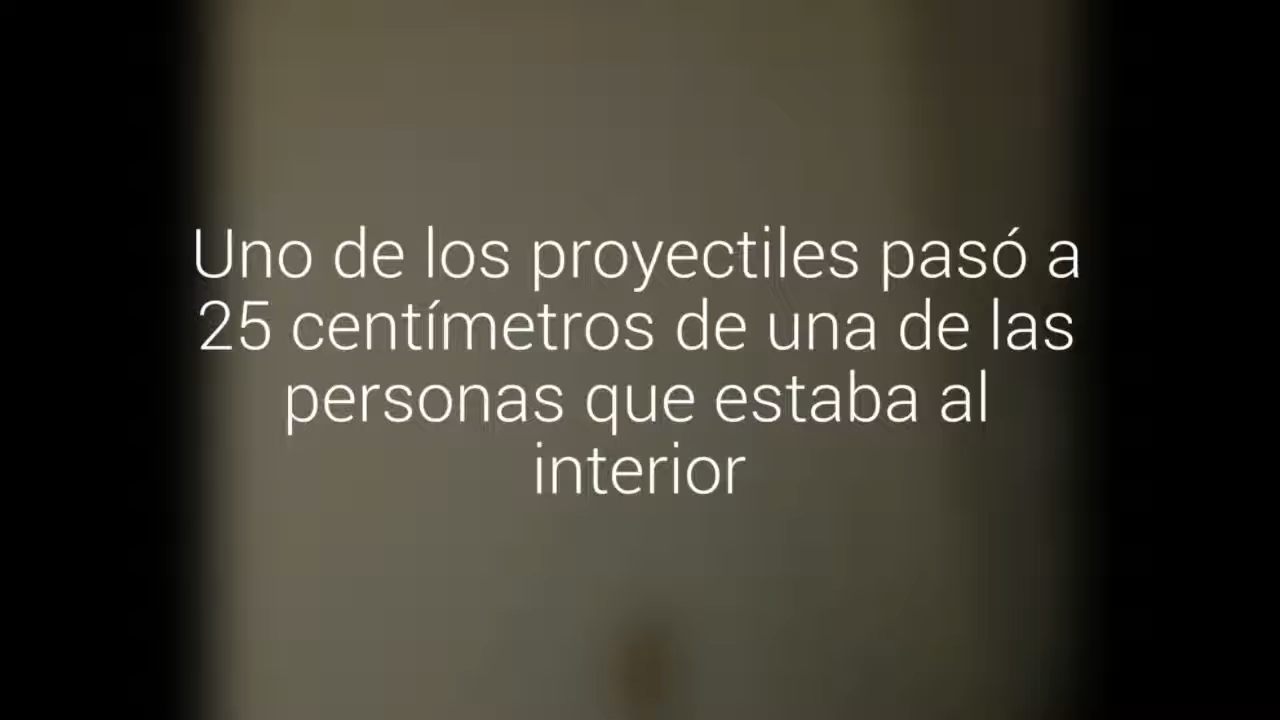 Uno de los proyectiles pasó a
25 centímetros de una de las
personas que estaba al
interior